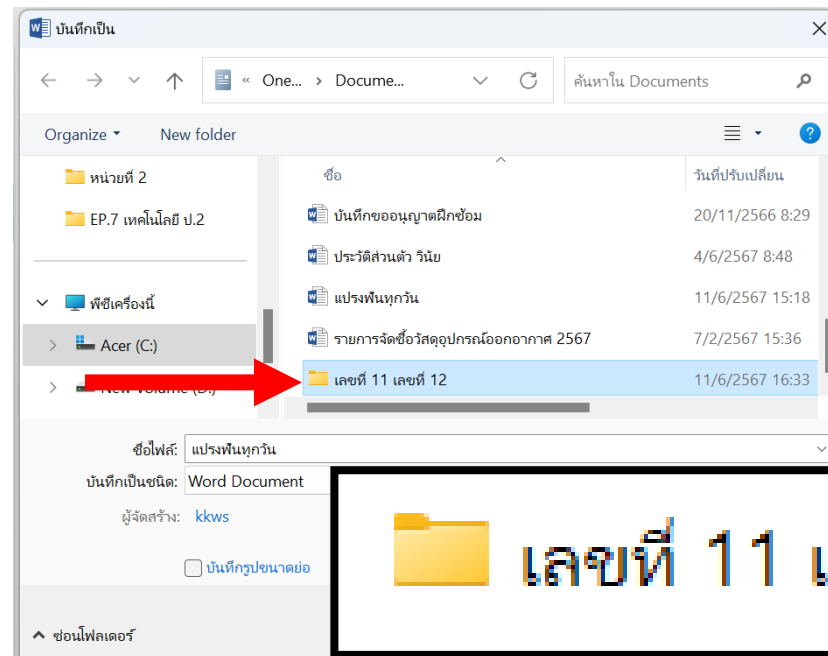 บันทึกเป็น
« One... › Docume...
ค้นหาใน Documents
Organize
New folder
?
หน่วยที่ 2
EP.7 เทคโนโลยี ป.2
พีซีเครื่องนี้
Acer (C:)
New Volume (D:)
ชื่อ
วันที่ปรับเปลี่ยน
บันทึกขออนุญาตฝึกซ้อม
20/11/2566 8:29
ประวัติส่วนตัว วินัย
4/6/2567 8:48
แปรงฟันทุกวัน
11/6/2567 15:18
รายการจัดซื้อวัสดุอุปกรณ์ออกอากาศ 2567
7/2/2567 15:36
เลขที่ 11 เลขที่ 12
11/6/2567 16:33
ชื่อไฟล์: แปรงฟันทุกวัน
บันทึกเป็นชนิด: Word Document
ผู้จัดสร้าง: kkws
บันทึกรูปขนาดย่อ
ซ่อนโฟลเดอร์
เลขที่ 11 เ